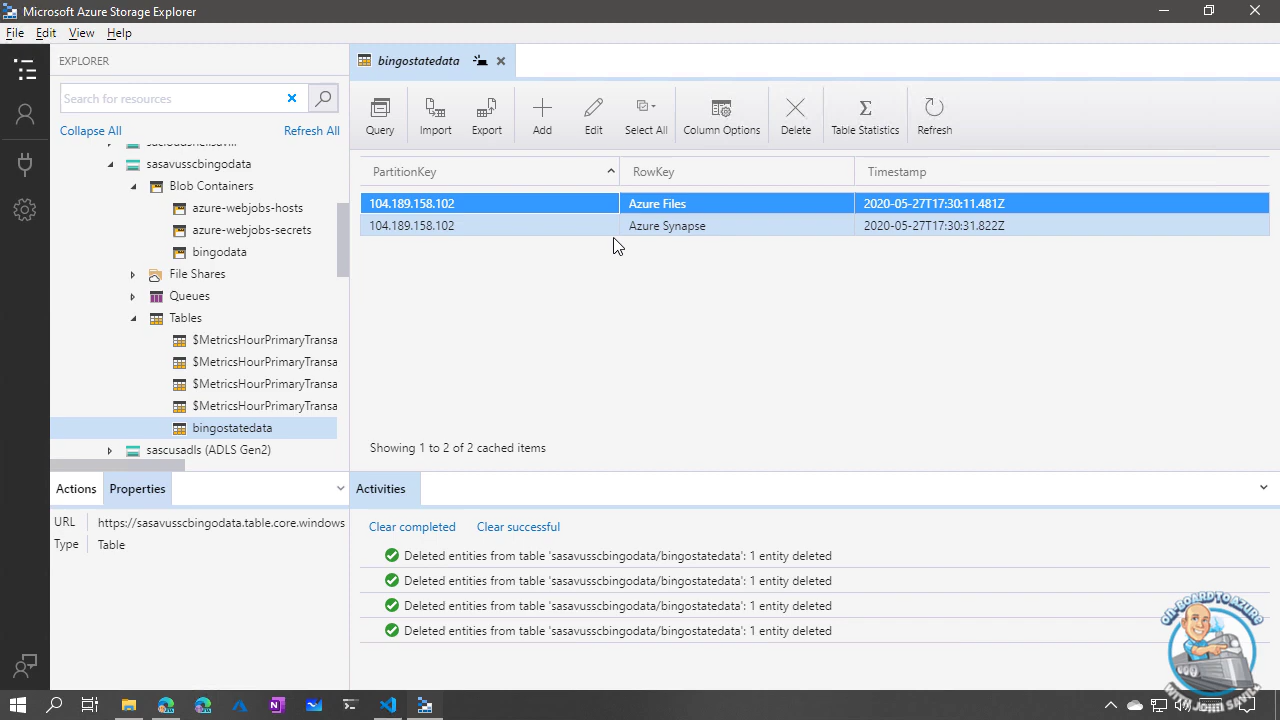 Microsoft Azure Storage Explorer
File Edit View Help
EXPLORER
Search for resources
Collapse All Refresh All
sasavusscbingodata
Blob Containers
azure-webjobs-hosts
azure-webjobs-secrets
bingodata
File Shares
Queues
Tables
$MetricsHourPrimaryTransa
$MetricsHourPrimaryTransa
$MetricsHourPrimaryTransa
$MetricsHourPrimaryTransa
bingostatedata
sascusadls (ADLS Gen2)
bingostatedata
Query Import Export Add Edit Select All Column Options Delete Table Statistics Refresh
PartitionKey RowKey Timestamp
104.189.158.102 Azure Files 2020-05-27T17:30:11.481Z
104.189.158.102 Azure Synapse 2020-05-27T17:30:31.822Z
Showing 1 to 2 of 2 cached items
Actions Properties
URL https://sasavusscbingodata.table.core.windows
Type Table
Activities
Clear completed Clear successful
Deleted entities from table 'sasavusscbingodata/bingostatedata': 1 entity deleted
Deleted entities from table 'sasavusscbingodata/bingostatedata': 1 entity deleted
Deleted entities from table 'sasavusscbingodata/bingostatedata': 1 entity deleted
Deleted entities from table 'sasavusscbingodata/bingostatedata': 1 entity deleted
ON-BOARD TO AZURE
WITH JOHN SAVILL